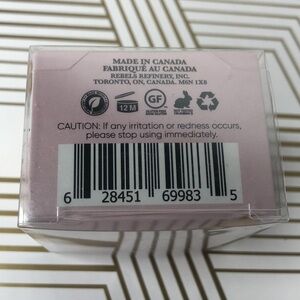 MADE IN CANADA
FABRIQUÉ AU CANADA
REBELS REFINERY, INC.
TORONTO, ON, CANADA. M6N 1X8
12 M
GF
CAUTION: If any irritation or redness occurs,
please stop using immediately.
6 28451 69983 5